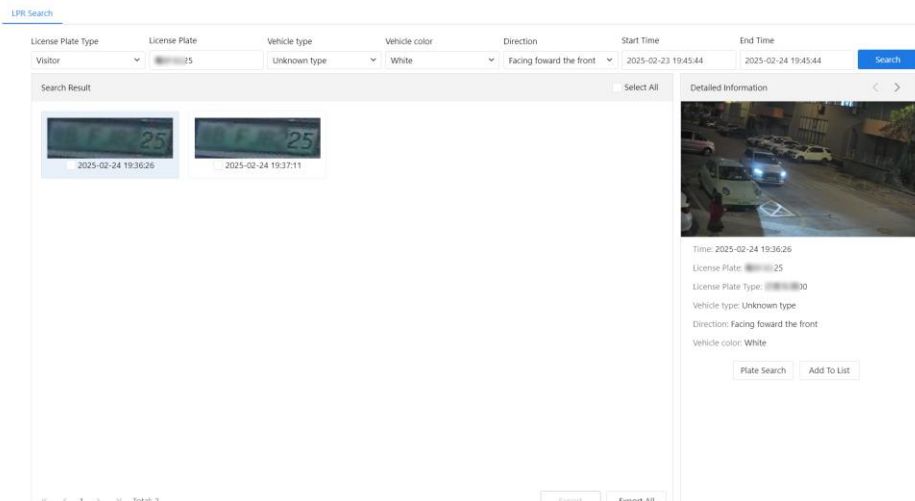 LPR Search
License Plate Type License Plate Vehicle type Vehicle color Direction Start Time End Time
Visitor 25 Unknown type White Facing foward the front 2025-02-23 19:45:44 2025-02-24 19:45:44 Search
Search Result Select All Detailed Information
25 25
2025-02-24 19:36:26 2025-02-24 19:37:11
Time: 2025-02-24 19:36:26
License Plate: 25
License Plate Type: 00
Vehicle type: Unknown type
Direction: Facing foward the front
Vehicle color: White
Plate Search Add To List
1 Total: 2
Export Export All